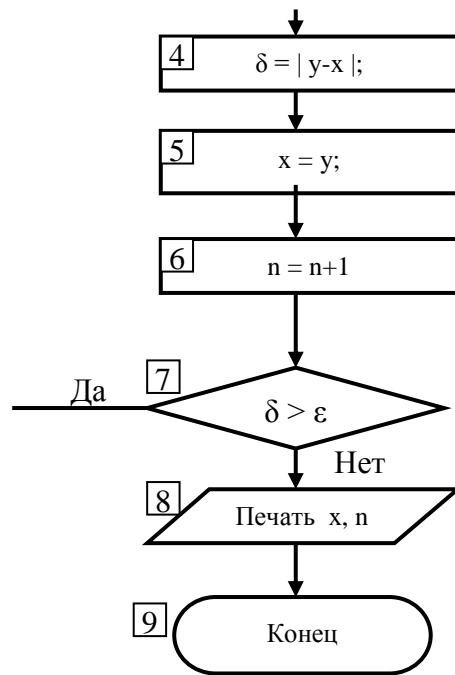 4
δ = | y-x |;
5
x = y;
6
n = n+1
7
Да
δ > ε
Нет
8
Печать x, n
9
Конец